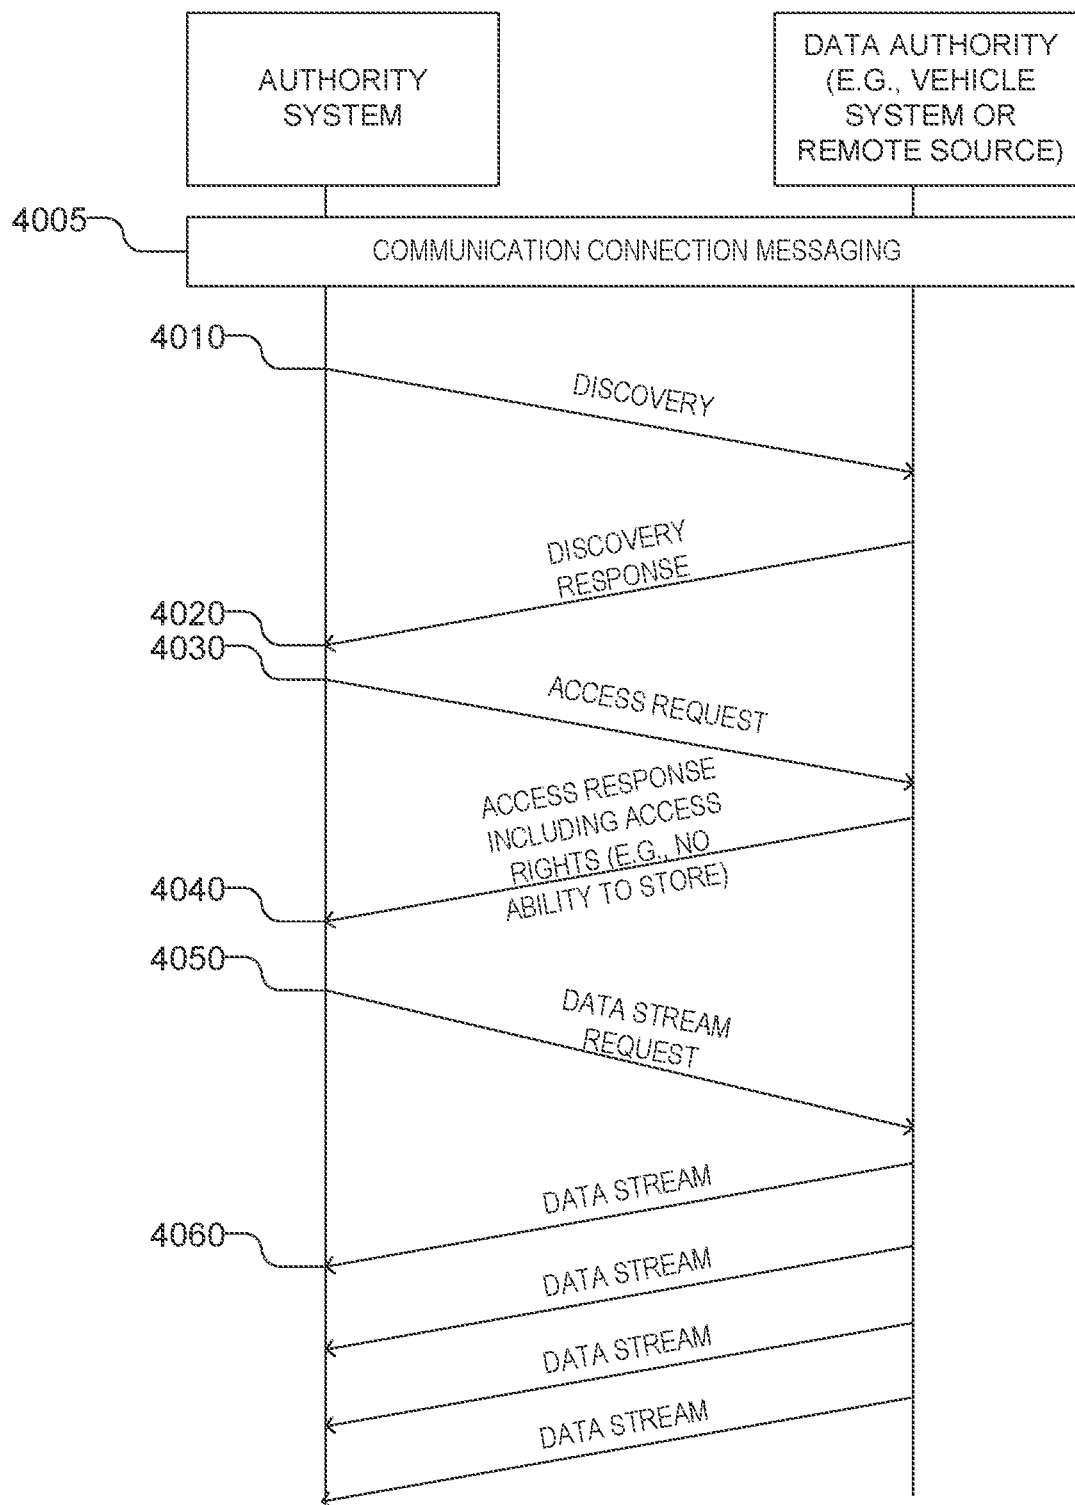 AUTHORITY
SYSTEM
DATA AUTHORITY
(E.G., VEHICLE
SYSTEM OR
REMOTE SOURCE)
4005
COMMUNICATION CONNECTION MESSAGING
4010
DISCOVERY
DISCOVERY
RESPONSE
4020
4030
ACCESS REQUEST
ACCESS RESPONSE
INCLUDING ACCESS
RIGHTS (E.G., NO
ABILITY TO STORE)
4040
4050
DATA STREAM
REQUEST
DATA STREAM
4060
DATA STREAM
DATA STREAM
DATA STREAM